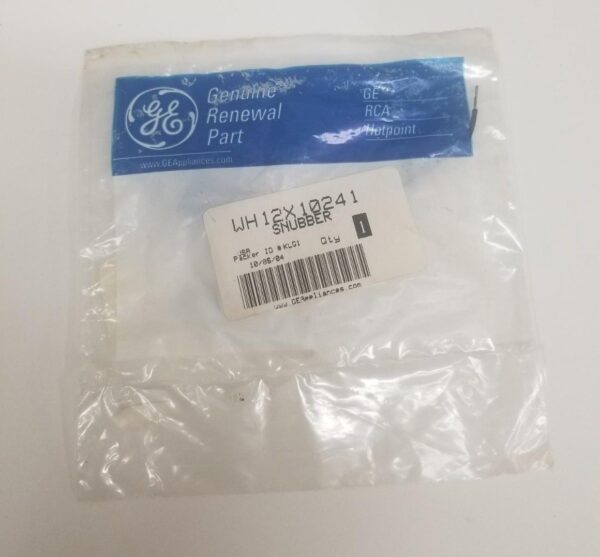 GE
Genuine
Renewal
Part
GE
RCA
Hotpoint
www.GEAppliances.com
WH12X10241
SNUBBER
USA
Packer ID #KLG1
Qty 1
10/05/04
www.GEAppliances.com